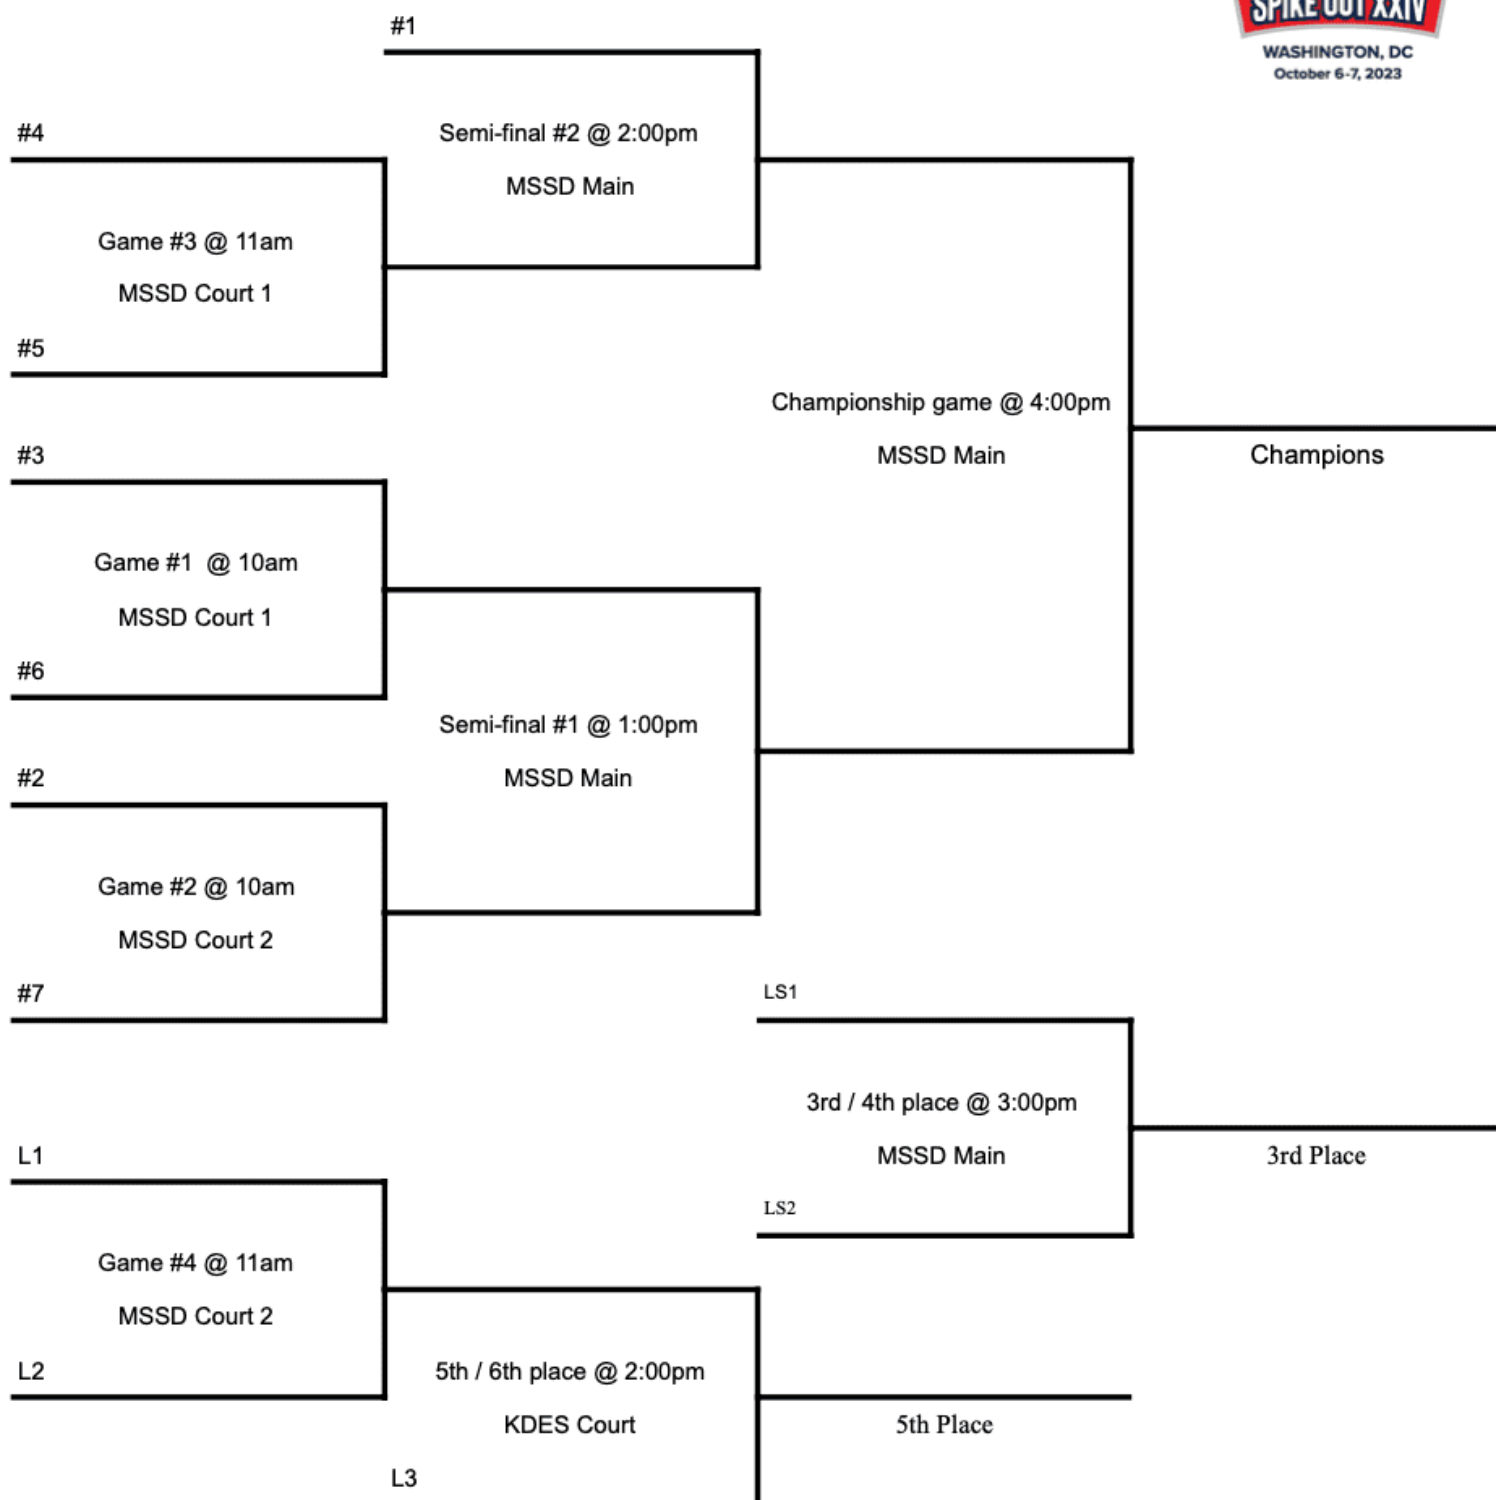 SPIKE OUT XXIV
WASHINGTON, DC
October 6-7, 2023
#1
#4
Semi-final #2 @ 2:00pm
MSSD Main
Game #3 @ 11am
MSSD Court 1
#5
Championship game @ 4:00pm
MSSD Main
Champions
#3
Game #1  @ 10am
MSSD Court 1
#6
Semi-final #1 @ 1:00pm
MSSD Main
#2
Game #2 @ 10am
MSSD Court 2
#7
LS1
3rd / 4th place @ 3:00pm
MSSD Main
3rd Place
LS2
L1
Game #4 @ 11am
MSSD Court 2
L2
5th / 6th place @ 2:00pm
KDES Court
5th Place
L3